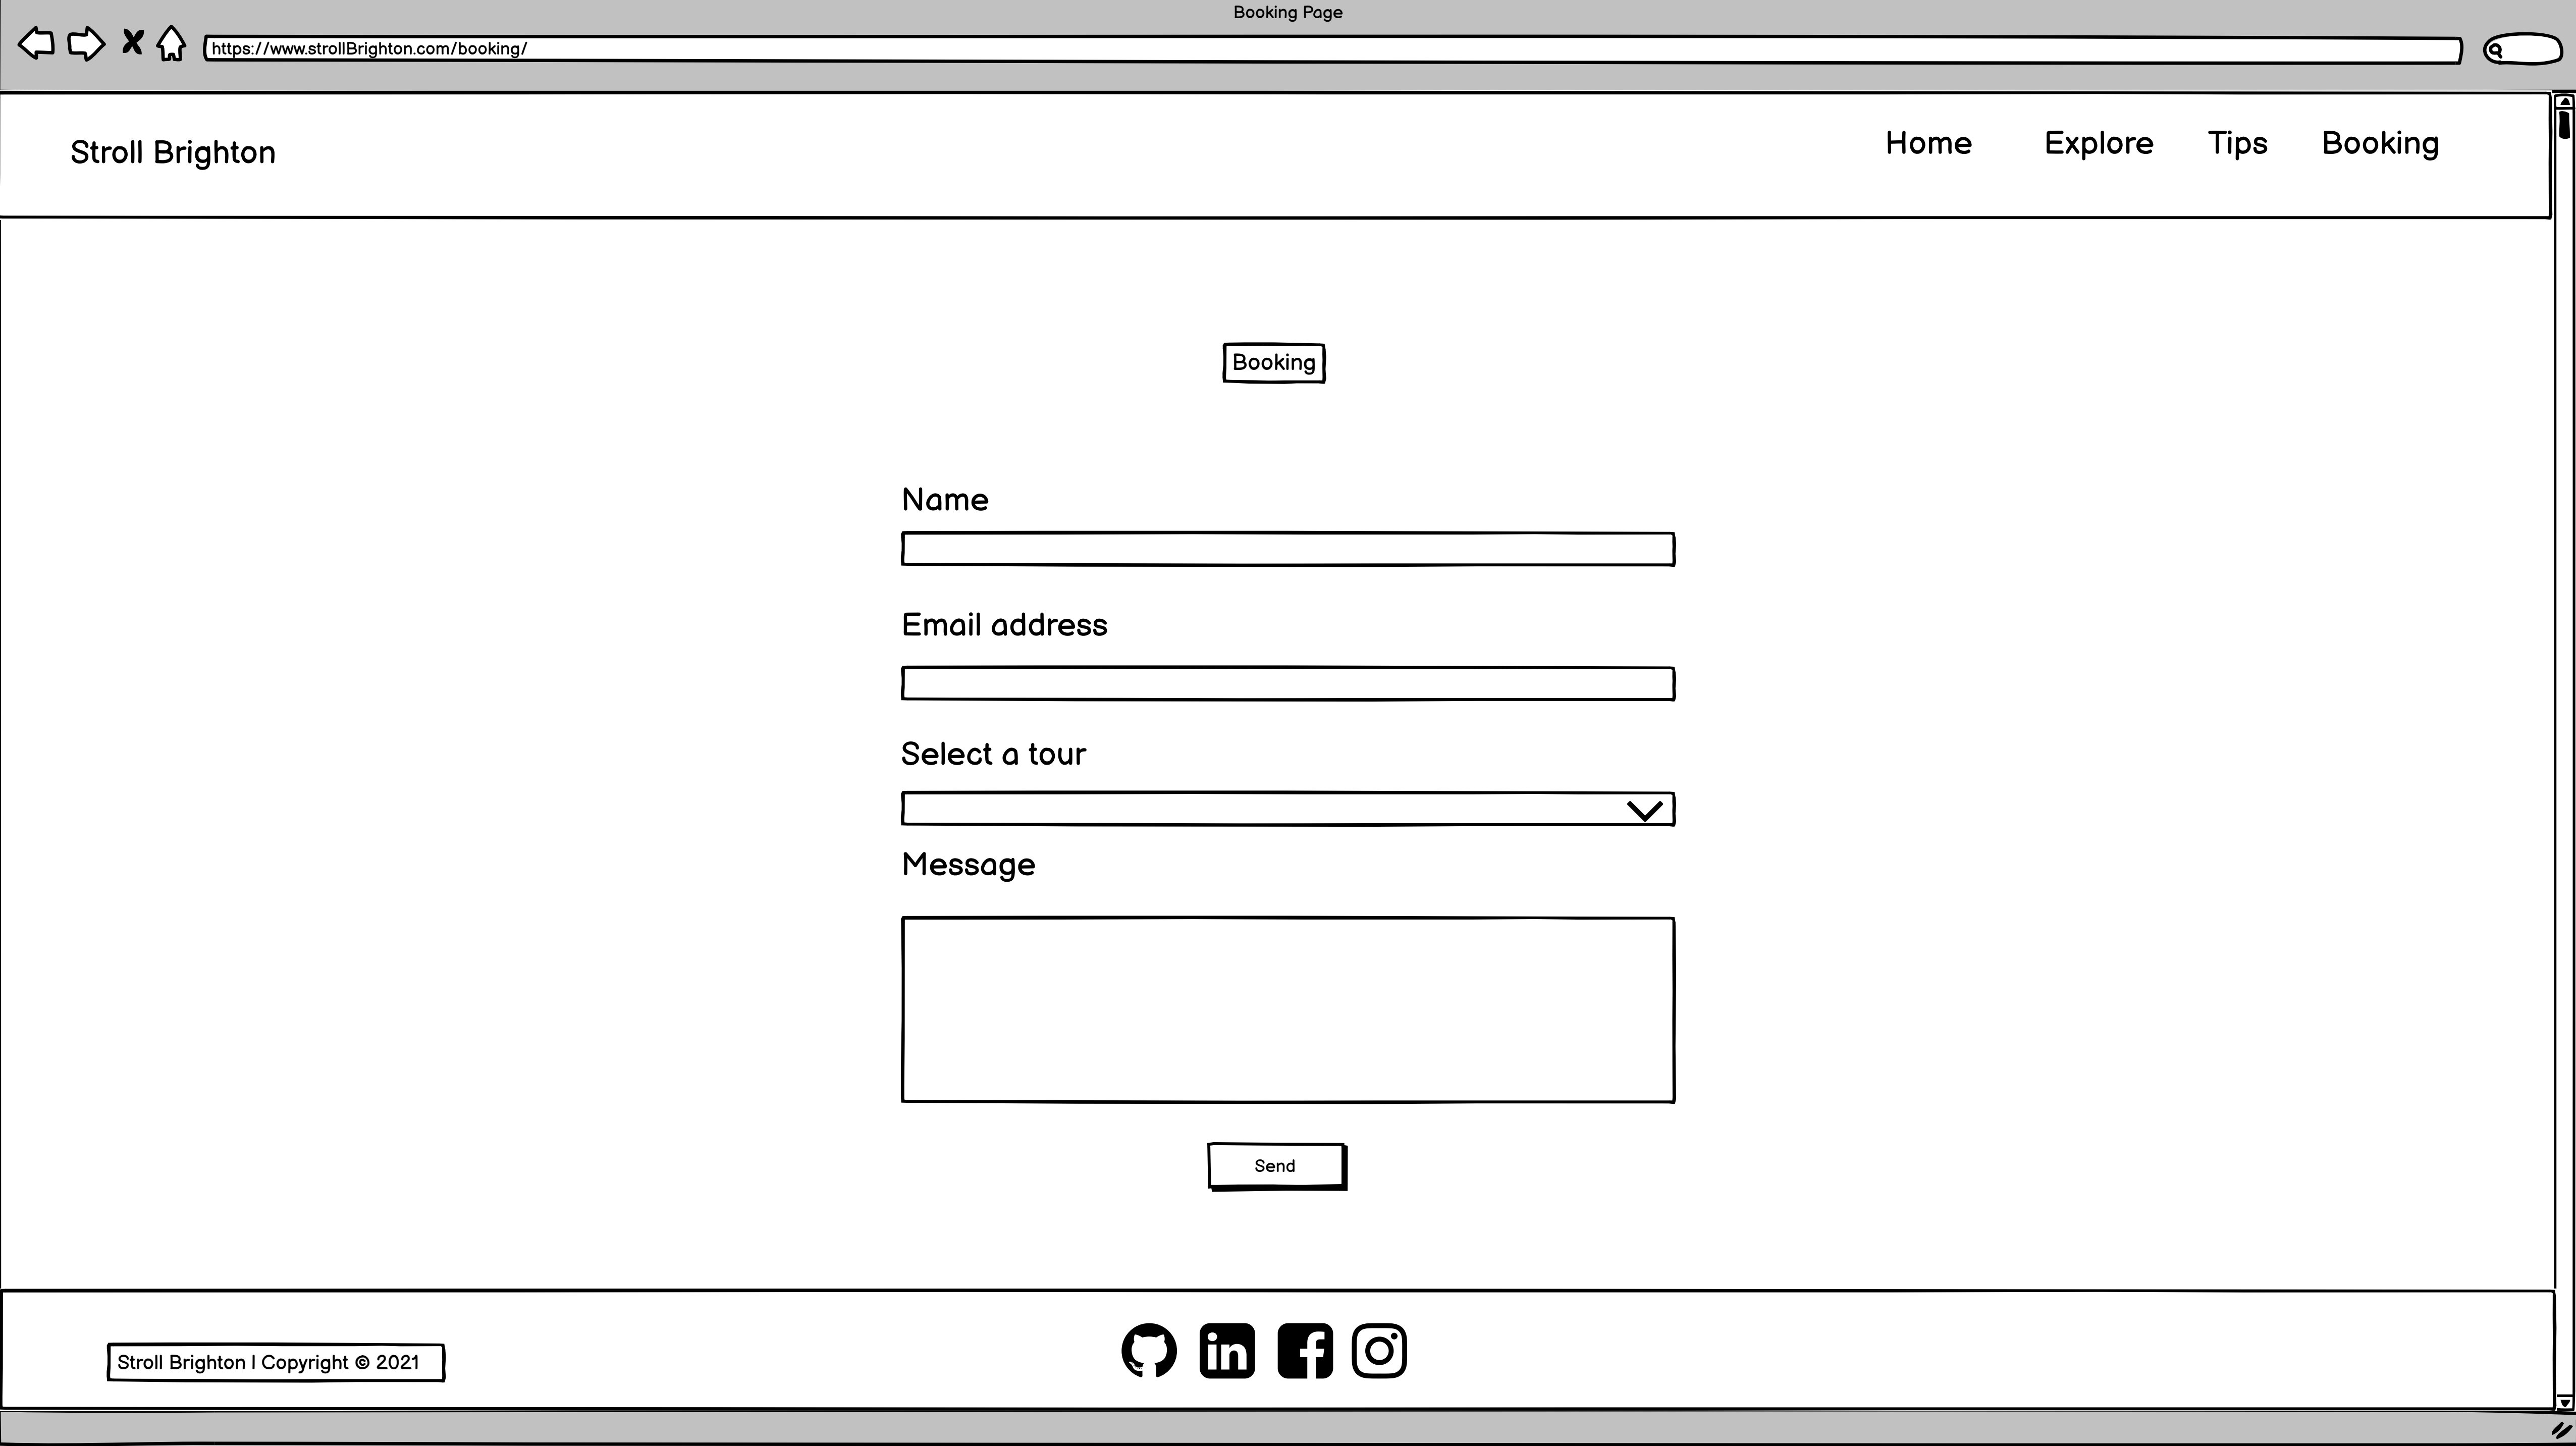 Booking Page
https://www.strollBrighton.com/booking/
Stroll Brighton
Home Explore Tips Booking
Booking
Name
Email address
Select a tour
Message
Send
Stroll Brighton | Copyright © 2021
in f